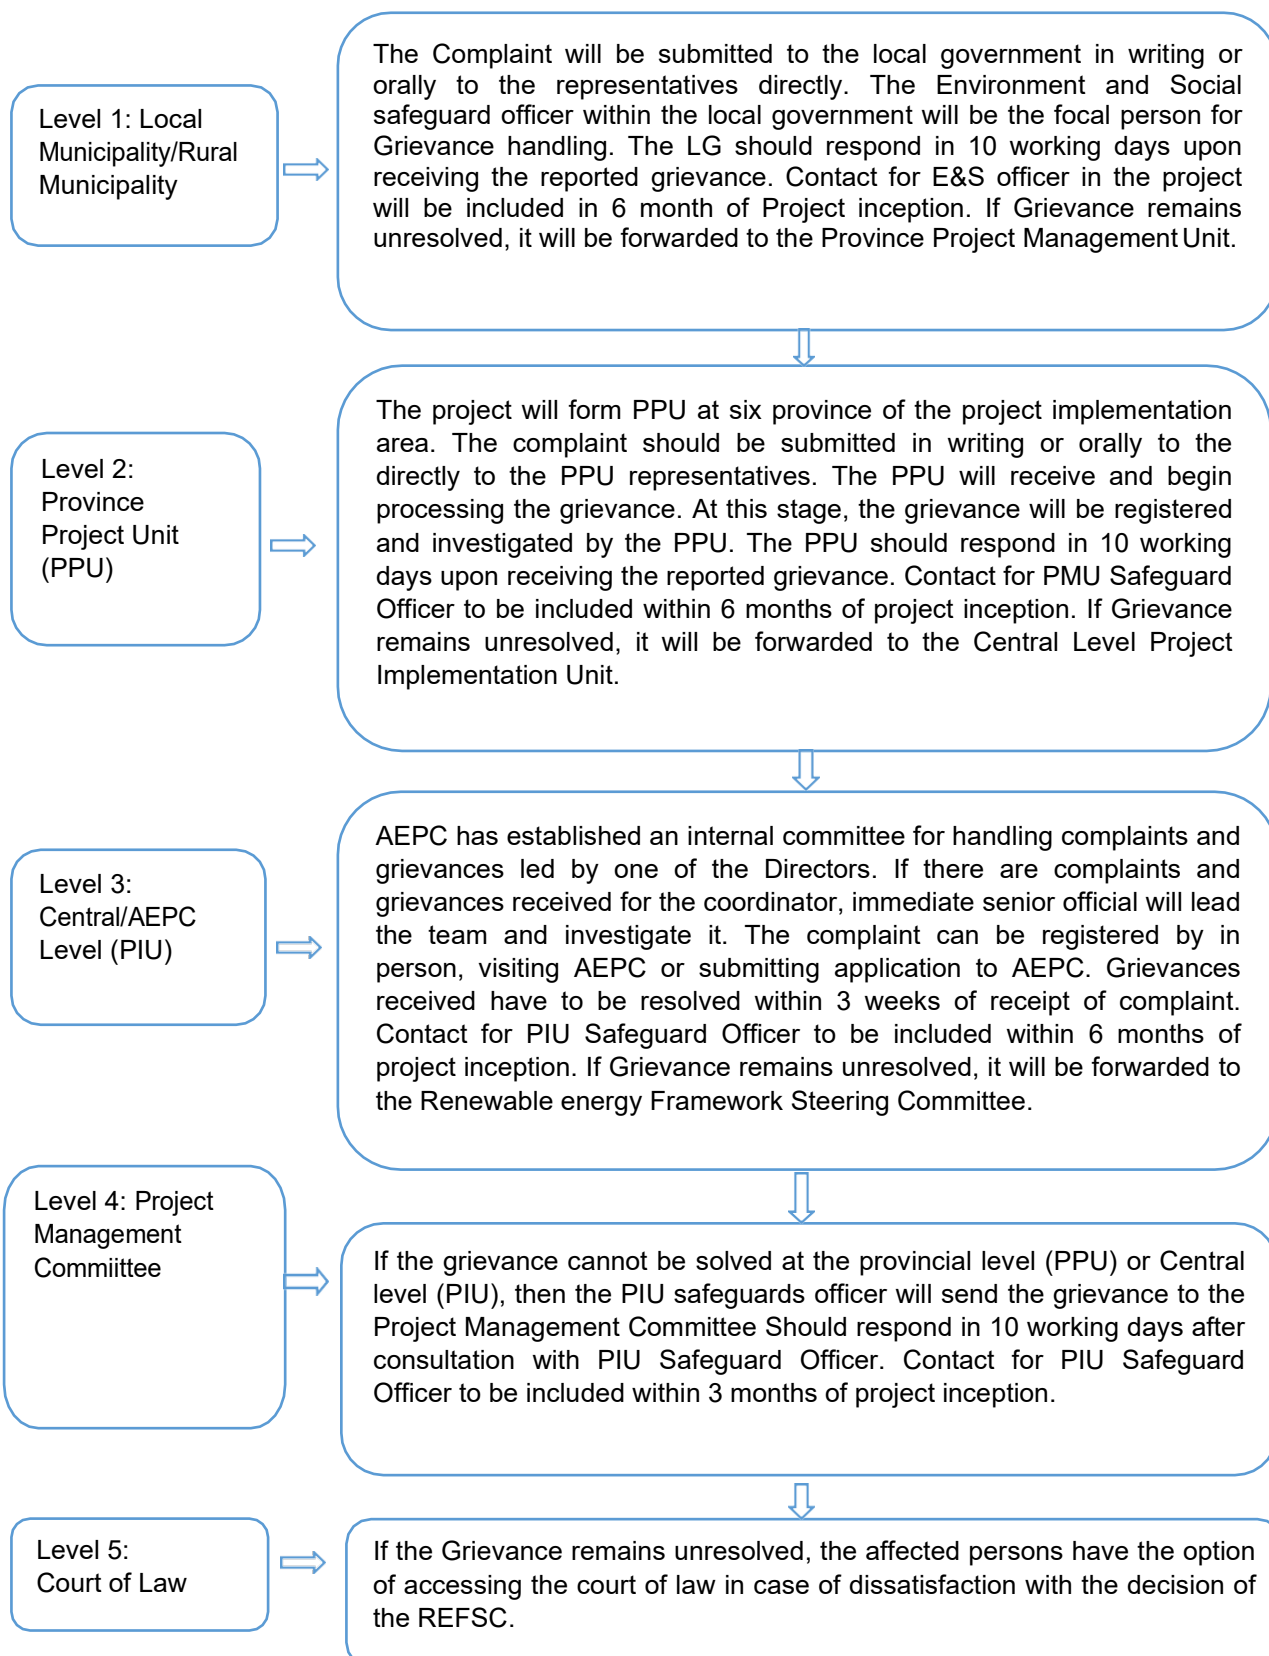 Level 1: Local
Municipality/Rural
Municipality
The Complaint will be submitted to the local government in writing or
orally to the representatives directly. The Environment and Social
safeguard officer within the local government will be the focal person for
Grievance handling. The LG should respond in 10 working days upon
receiving the reported grievance. Contact for E&S officer in the project
will be included in 6 month of Project inception. If Grievance remains
unresolved, it will be forwarded to the Province Project Management Unit.
Level 2:
Province
Project Unit
(PPU)
The project will form PPU at six province of the project implementation
area. The complaint should be submitted in writing or orally to the
directly to the PPU representatives. The PPU will receive and begin
processing the grievance. At this stage, the grievance will be registered
and investigated by the PPU. The PPU should respond in 10 working
days upon receiving the reported grievance. Contact for PMU Safeguard
Officer to be included within 6 months of project inception. If Grievance
remains unresolved, it will be forwarded to the Central Level Project
Implementation Unit.
Level 3:
Central/AEPC
Level (PIU)
AEPC has established an internal committee for handling complaints and
grievances led by one of the Directors. If there are complaints and
grievances received for the coordinator, immediate senior official will lead
the team and investigate it. The complaint can be registered by in
person, visiting AEPC or submitting application to AEPC. Grievances
received have to be resolved within 3 weeks of receipt of complaint.
Contact for PIU Safeguard Officer to be included within 6 months of
project inception. If Grievance remains unresolved, it will be forwarded to
the Renewable energy Framework Steering Committee.
Level 4: Project
Management
Commiittee
If the grievance cannot be solved at the provincial level (PPU) or Central
level (PIU), then the PIU safeguards officer will send the grievance to the
Project Management Committee Should respond in 10 working days after
consultation with PIU Safeguard Officer. Contact for PIU Safeguard
Officer to be included within 3 months of project inception.
Level 5:
Court of Law
If the Grievance remains unresolved, the affected persons have the option
of accessing the court of law in case of dissatisfaction with the decision of
the REFSC.